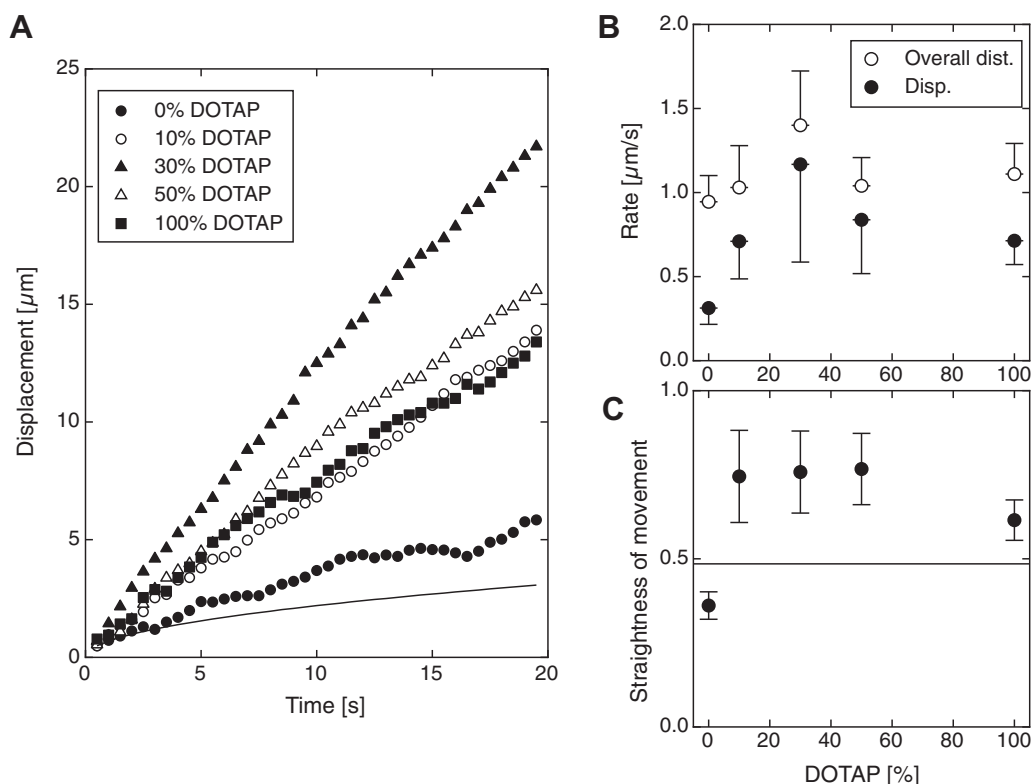 A
25
20
15
10
5
0
0
5
10
15
20
Displacement [µm]
Time [s]
0% DOTAP
10% DOTAP
30% DOTAP
50% DOTAP
100% DOTAP
B
2.0
1.5
1.0
0.5
0.0
0
20
40
60
80
100
Rate [µm/s]
Overall dist.
Disp.
C
1.0
0.5
0.0
0
20
40
60
80
100
Straightness of movement
DOTAP [%]